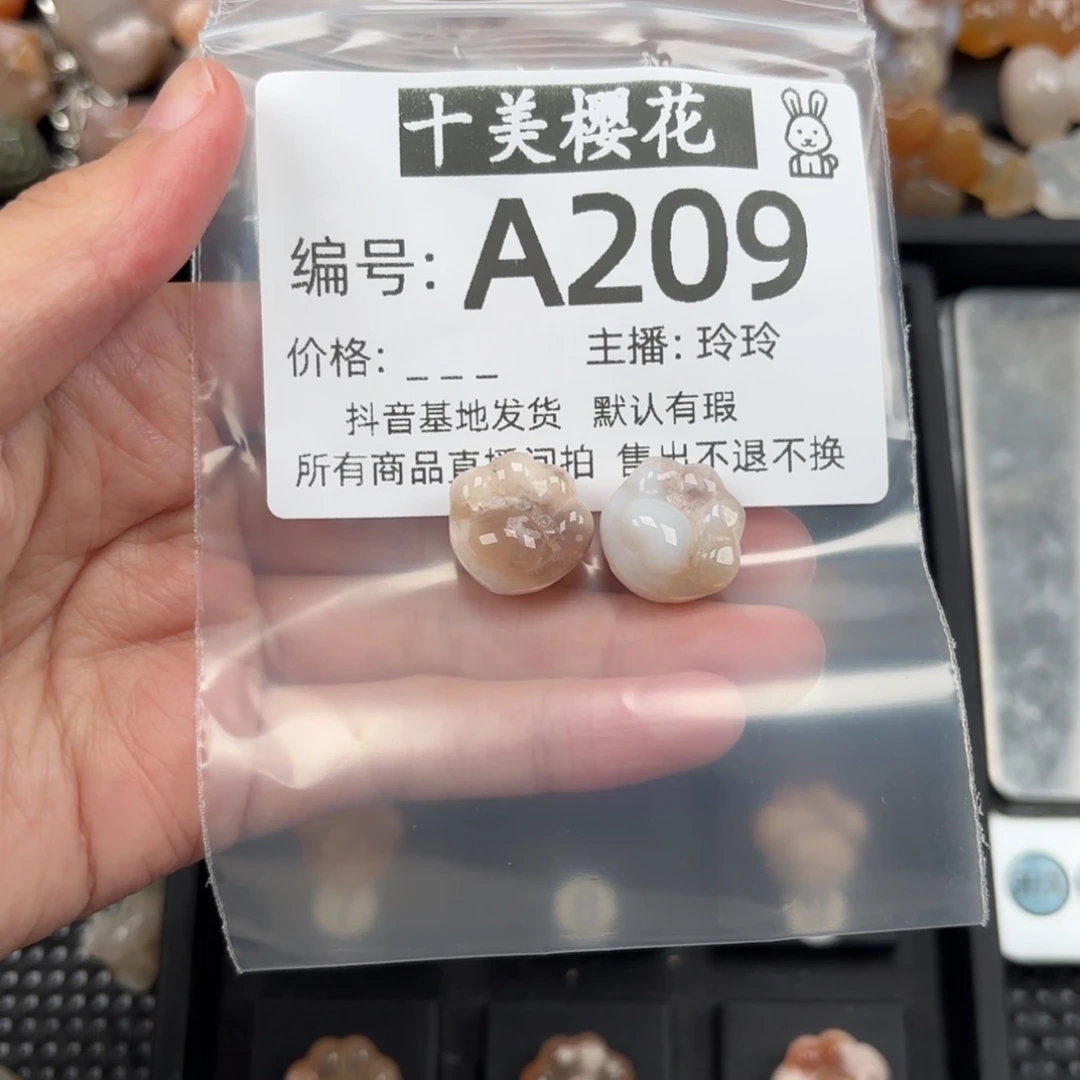 十美樱花
编号: A209
价格: _ _ _ 主播: 玲玲
抖音基地发货 默认有瑕
所有商品直播间拍 售出不退不换